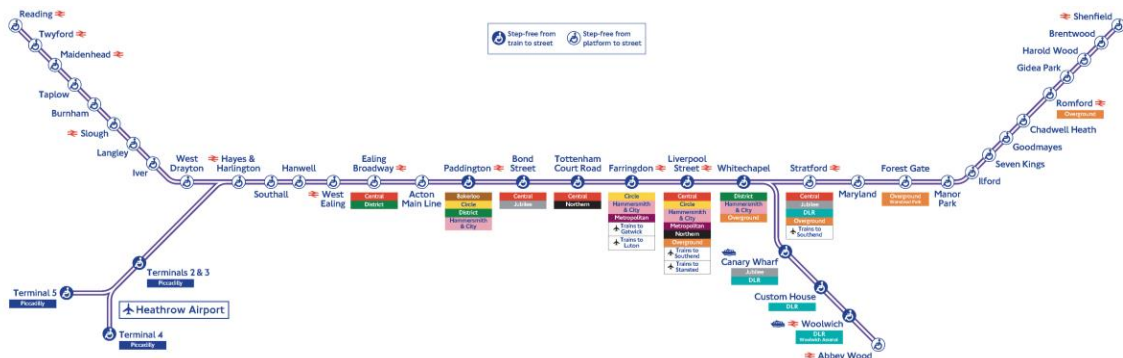 Reading
Twyford
Maidenhead
Taplow
Burnham
Slough
Langley
Iver
West
Drayton
Hayes &
Harlington
Southall
Hanwell
West
Ealing
Ealing
Broadway
Central
District
Acton
Main Line
Paddington
Bakerloo
Circle
District
Hammersmith
& City
Bond
Street
Central
Jubilee
Tottenham
Court Road
Central
Northern
Farringdon
Circle
Hammersmith
& City
Metropolitan
Trains to
Gatwick
Trains to
Luton
Liverpool
Street
Central
Circle
Hammersmith
& City
Metropolitan
Northern
Overground
Trains to
Southend
Trains to
Stansted
Whitechapel
District
Hammersmith
& City
Overground
Stratford
Central
Jubilee
DLR
Overground
Trains to
Southend
Maryland
Forest Gate
Overground
Wanstead Park
Manor
Park
Ilford
Seven Kings
Goodmayes
Chadwell Heath
Romford
Overground
Gidea Park
Harold Wood
Brentwood
Shenfield
Step-free from
train to street
Step-free from
platform to street
Terminals 2 & 3
Piccadilly
Terminal 5
Piccadilly
Heathrow Airport
Terminal 4
Piccadilly
Canary Wharf
Jubilee
DLR
Custom House
DLR
Woolwich
DLR
Woolwich Arsenal
Abbey Wood